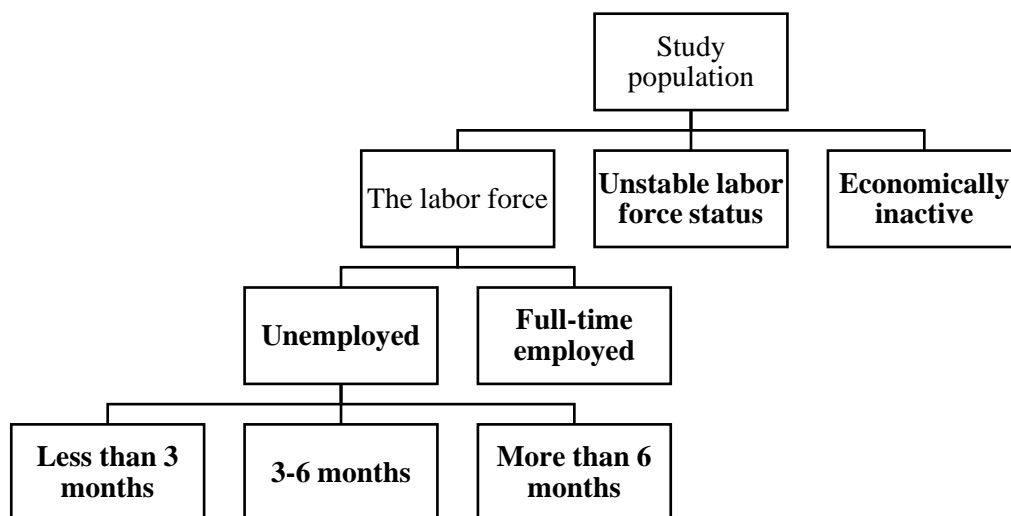 Study
population
The labor force
Unstable labor
force status
Economically
inactive
Unemployed
Full-time
employed
Less than 3
months
3-6 months
More than 6
months